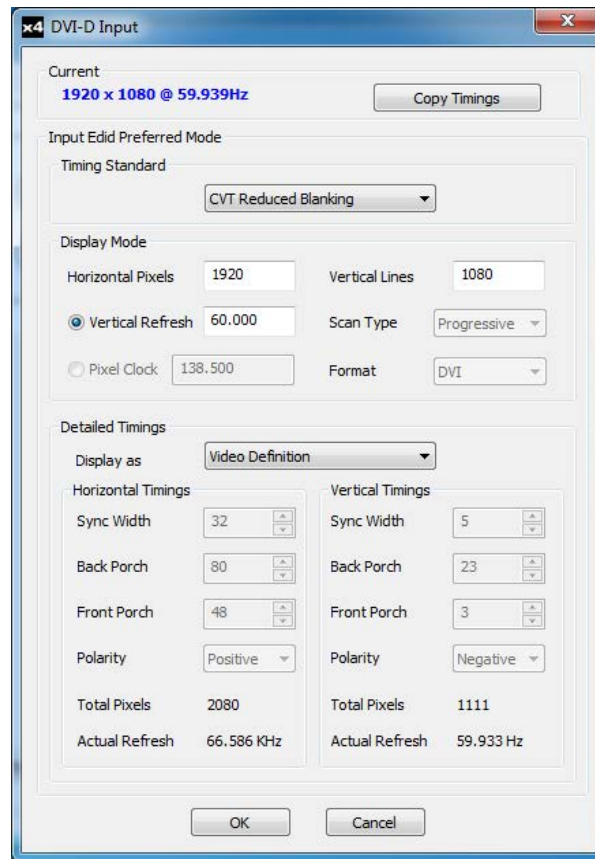 x4 DVI-D Input
Current
1920 x 1080 @ 59.939Hz
Copy Timings
Input Edid Preferred Mode
Timing Standard
CVT Reduced Blanking
Display Mode
Horizontal Pixels 1920 Vertical Lines 1080
Vertical Refresh 60.000 Scan Type Progressive
Pixel Clock 138.500 Format DVI
Detailed Timings
Display as Video Definition
Horizontal Timings Vertical Timings
Sync Width 32 Sync Width 5
Back Porch 80 Back Porch 23
Front Porch 48 Front Porch 3
Polarity Positive Polarity Negative
Total Pixels 2080 Total Pixels 1111
Actual Refresh 66.586 KHz Actual Refresh 59.933 Hz
OK Cancel